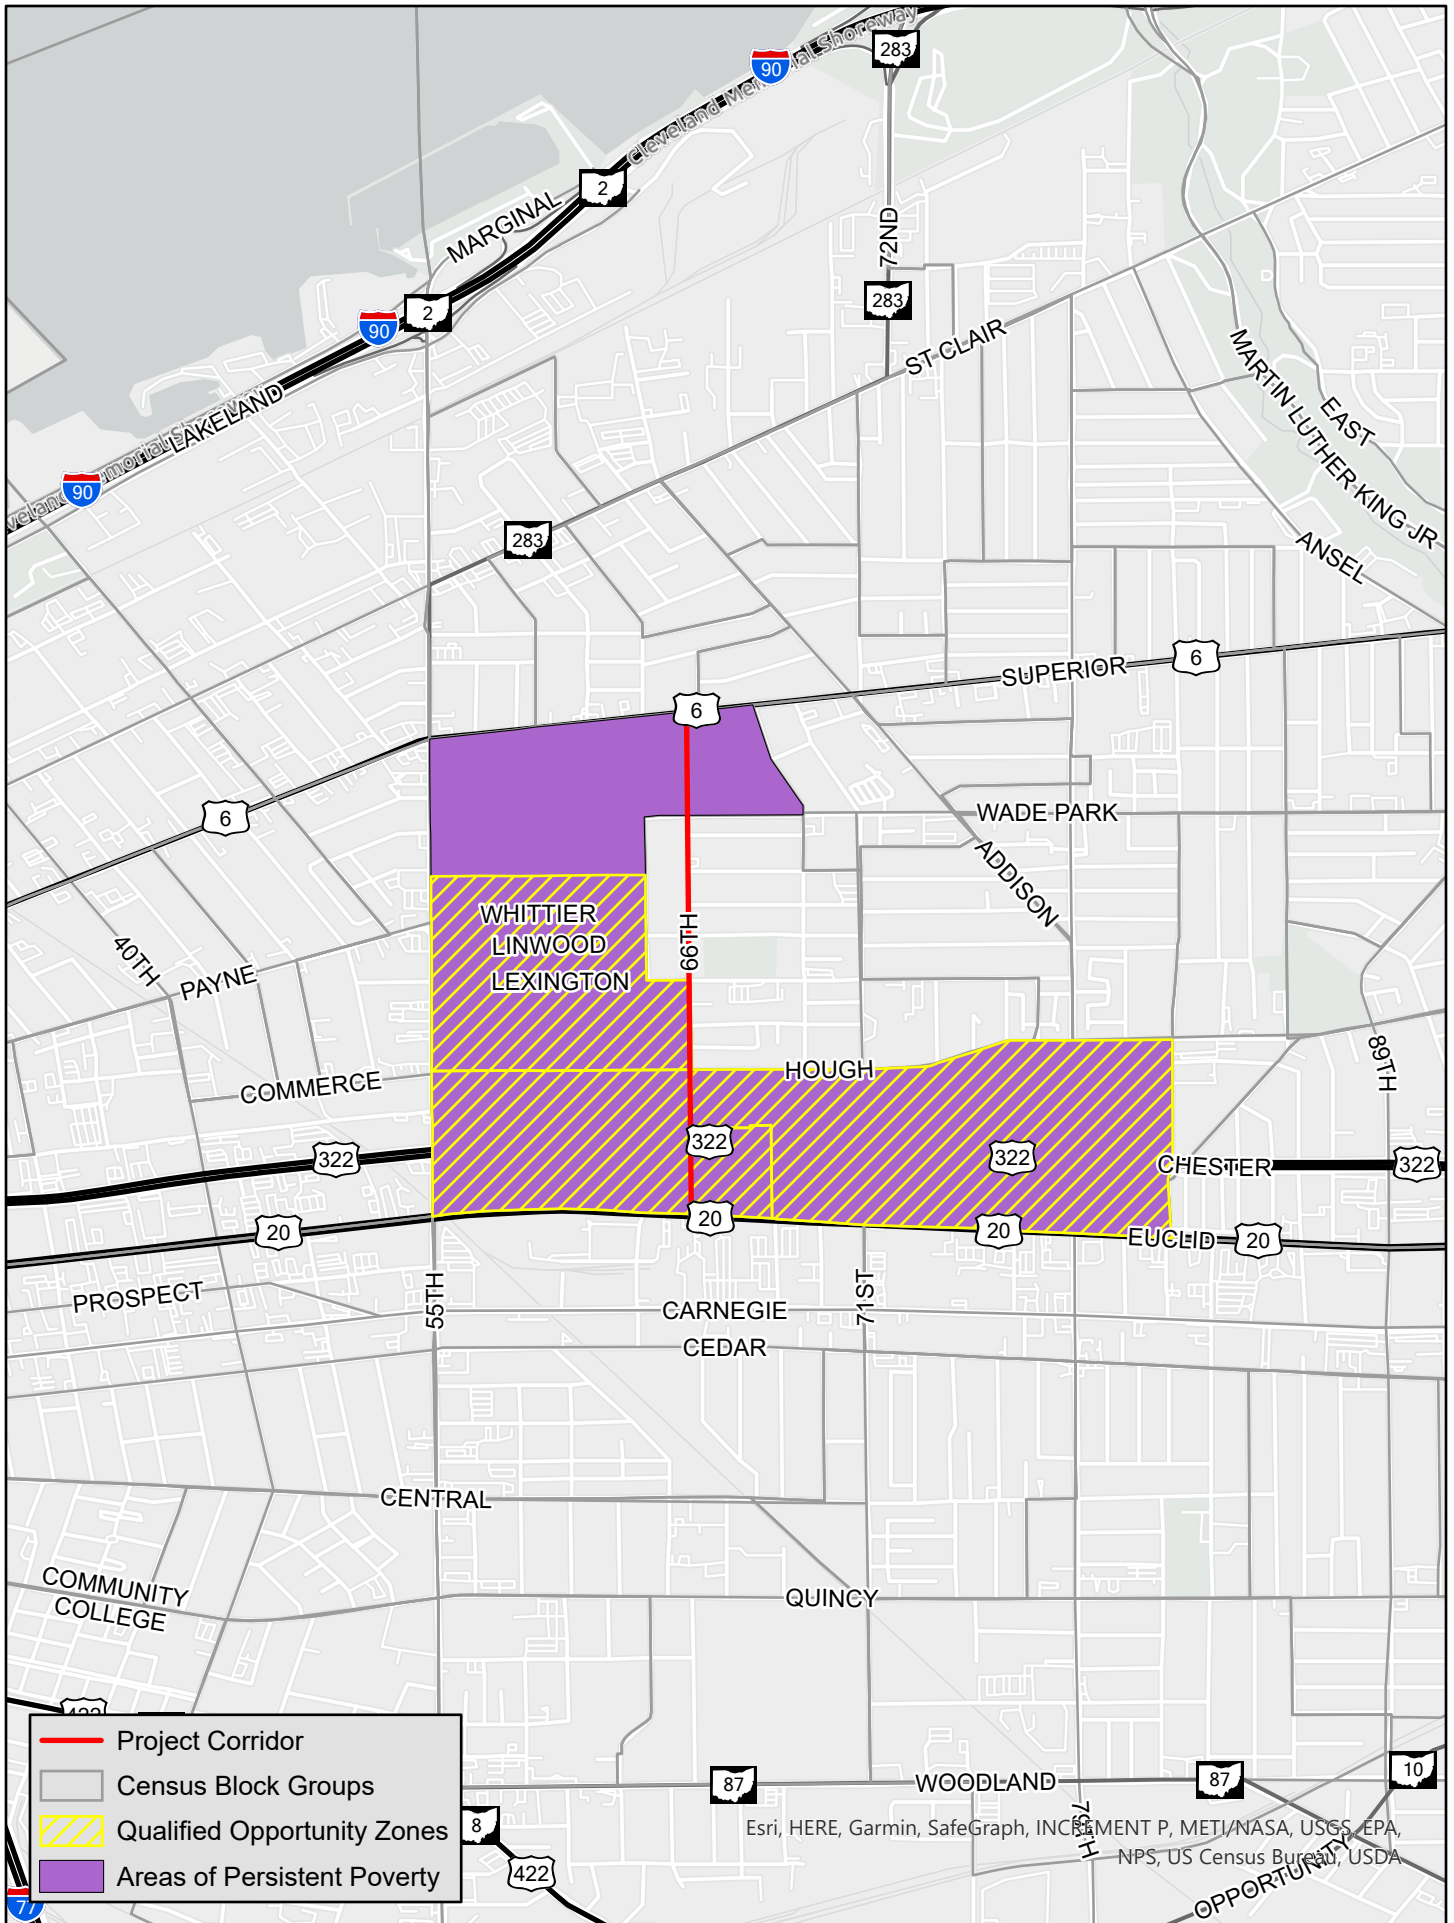 283
90
Cleveland Memorial Shoreway
2
MARGINAL
72ND
283
2
90
ST CLAIR
MARTIN LUTHER KING JR
EAST
LAKELAND
90
283
ANSEL
SUPERIOR
6
6
6
WADE PARK
ADDISON
WHITTIER
LINWOOD
LEXINGTON
66TH
40TH
PAYNE
HOUGH
89TH
COMMERCE
322
322
322
CHESTER
322
20
20
20
EUCLID
20
PROSPECT
55TH
71ST
CARNEGIE
CEDAR
CENTRAL
QUINCY
COMMUNITY
COLLEGE
Project Corridor
Census Block Groups
Qualified Opportunity Zones
Areas of Persistent Poverty
87
WOODLAND
87
10
8
422
77
OPPORTUNITY
Esri, HERE, Garmin, SafeGraph, INCREMENT P, METI/NASA, USGS, EPA,
NPS, US Census Bureau, USDA